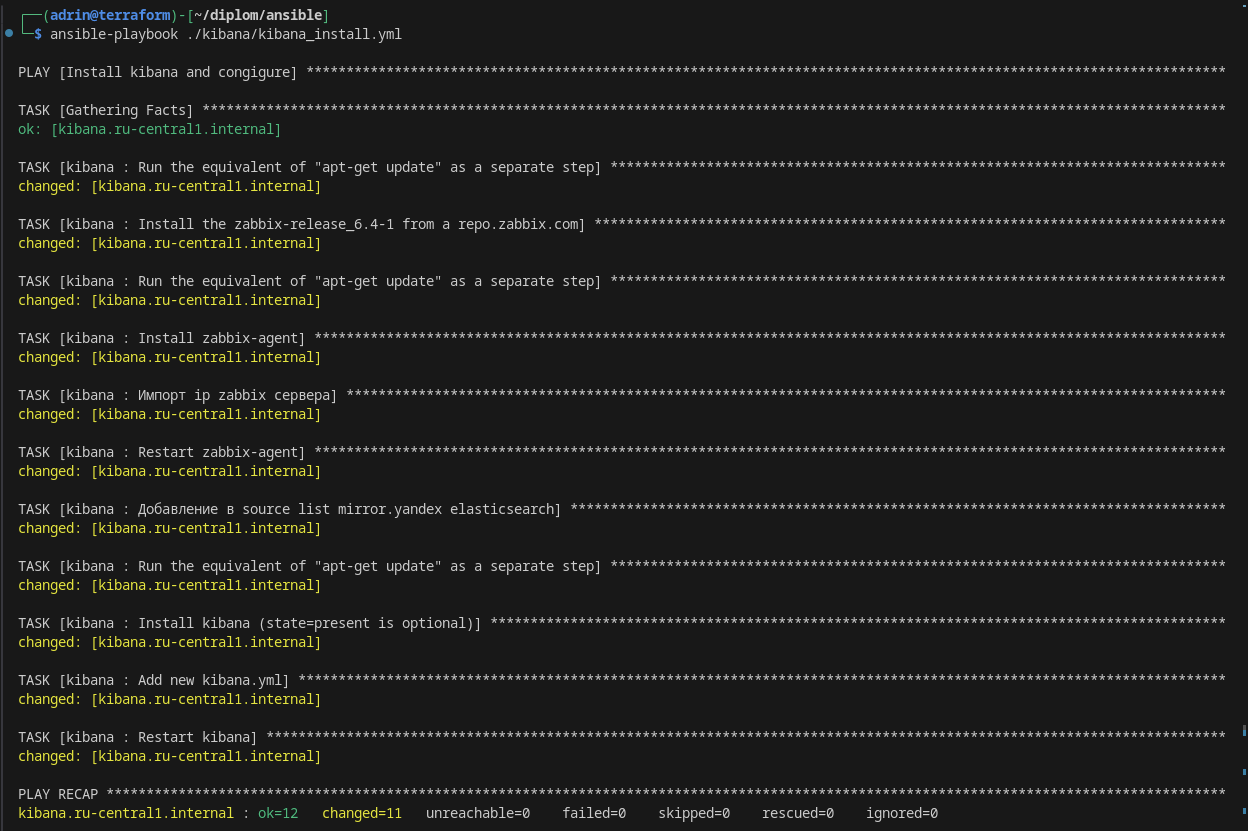 ┌──(adrin@terraform)-[~/diplom/ansible]
└─$ ansible-playbook ./kibana/kibana_install.yml
PLAY [Install kibana and congigure] *******************************************************************************************************************
TASK [Gathering Facts] ********************************************************************************************************************************
ok: [kibana.ru-central1.internal]
TASK [kibana : Run the equivalent of "apt-get update" as a separate step] *****************************************************************************
changed: [kibana.ru-central1.internal]
TASK [kibana : Install the zabbix-release_6.4-1 from a repo.zabbix.com] *******************************************************************************
changed: [kibana.ru-central1.internal]
TASK [kibana : Run the equivalent of "apt-get update" as a separate step] *****************************************************************************
changed: [kibana.ru-central1.internal]
TASK [kibana : Install zabbix-agent] ******************************************************************************************************************
changed: [kibana.ru-central1.internal]
TASK [kibana : Импорт ip zabbix сервера] **************************************************************************************************************
changed: [kibana.ru-central1.internal]
TASK [kibana : Restart zabbix-agent] ******************************************************************************************************************
changed: [kibana.ru-central1.internal]
TASK [kibana : Добавление в source list mirror.yandex elasticsearch] **********************************************************************************
changed: [kibana.ru-central1.internal]
TASK [kibana : Run the equivalent of "apt-get update" as a separate step] *****************************************************************************
changed: [kibana.ru-central1.internal]
TASK [kibana : Install kibana (state=present is optional)] ********************************************************************************************
changed: [kibana.ru-central1.internal]
TASK [kibana : Add new kibana.yml] ********************************************************************************************************************
changed: [kibana.ru-central1.internal]
TASK [kibana : Restart kibana] ************************************************************************************************************************
changed: [kibana.ru-central1.internal]
PLAY RECAP ********************************************************************************************************************************************
kibana.ru-central1.internal : ok=12   changed=11   unreachable=0    failed=0    skipped=0    rescued=0    ignored=0